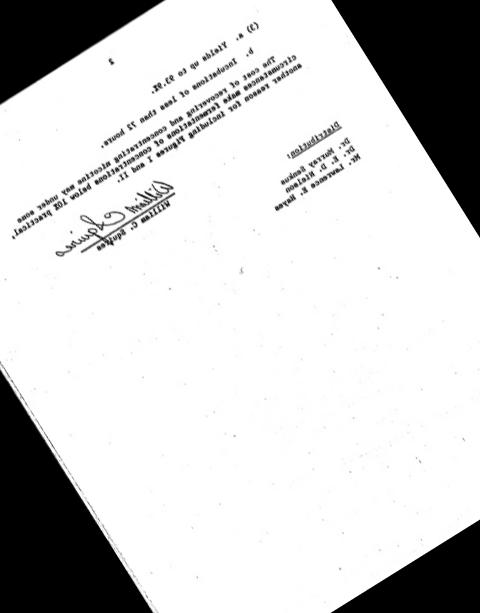 2
(3) a. Yields up to 93.9%.
b. Incubations of less than 72 hours.
The cost of recovering and concentrating nicotine may under some
circumstances make fermentations of concentrations below 10% practical,
another reason for including Figures I and II.
William C. Squires
William C. Squires
Distribution:
Dr. Murray Senkus
Dr. E. D. Nielson
Mr. Lawrence E. Hayes